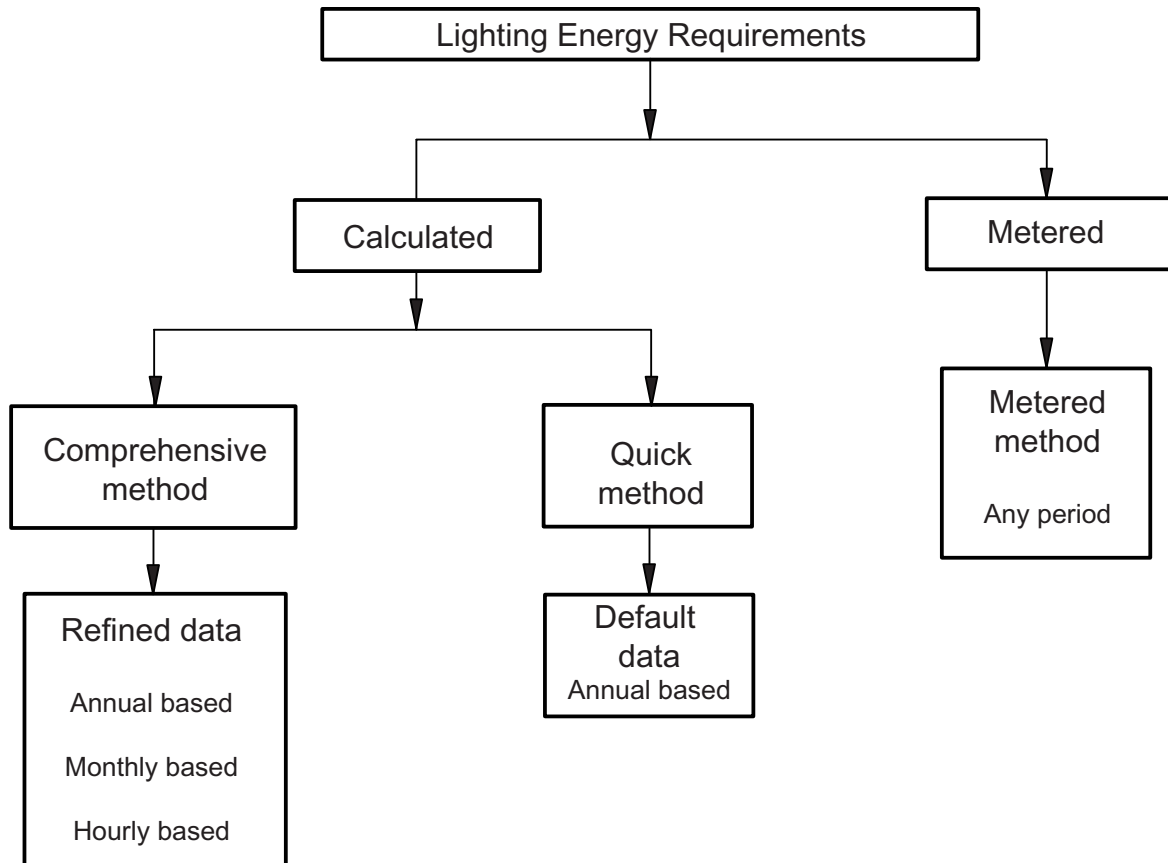 Lighting Energy Requirements
Calculated
Metered
Comprehensive
method
Quick
method
Metered
method
Any period
Refined data
Annual based
Monthly based
Hourly based
Default
data
Annual based